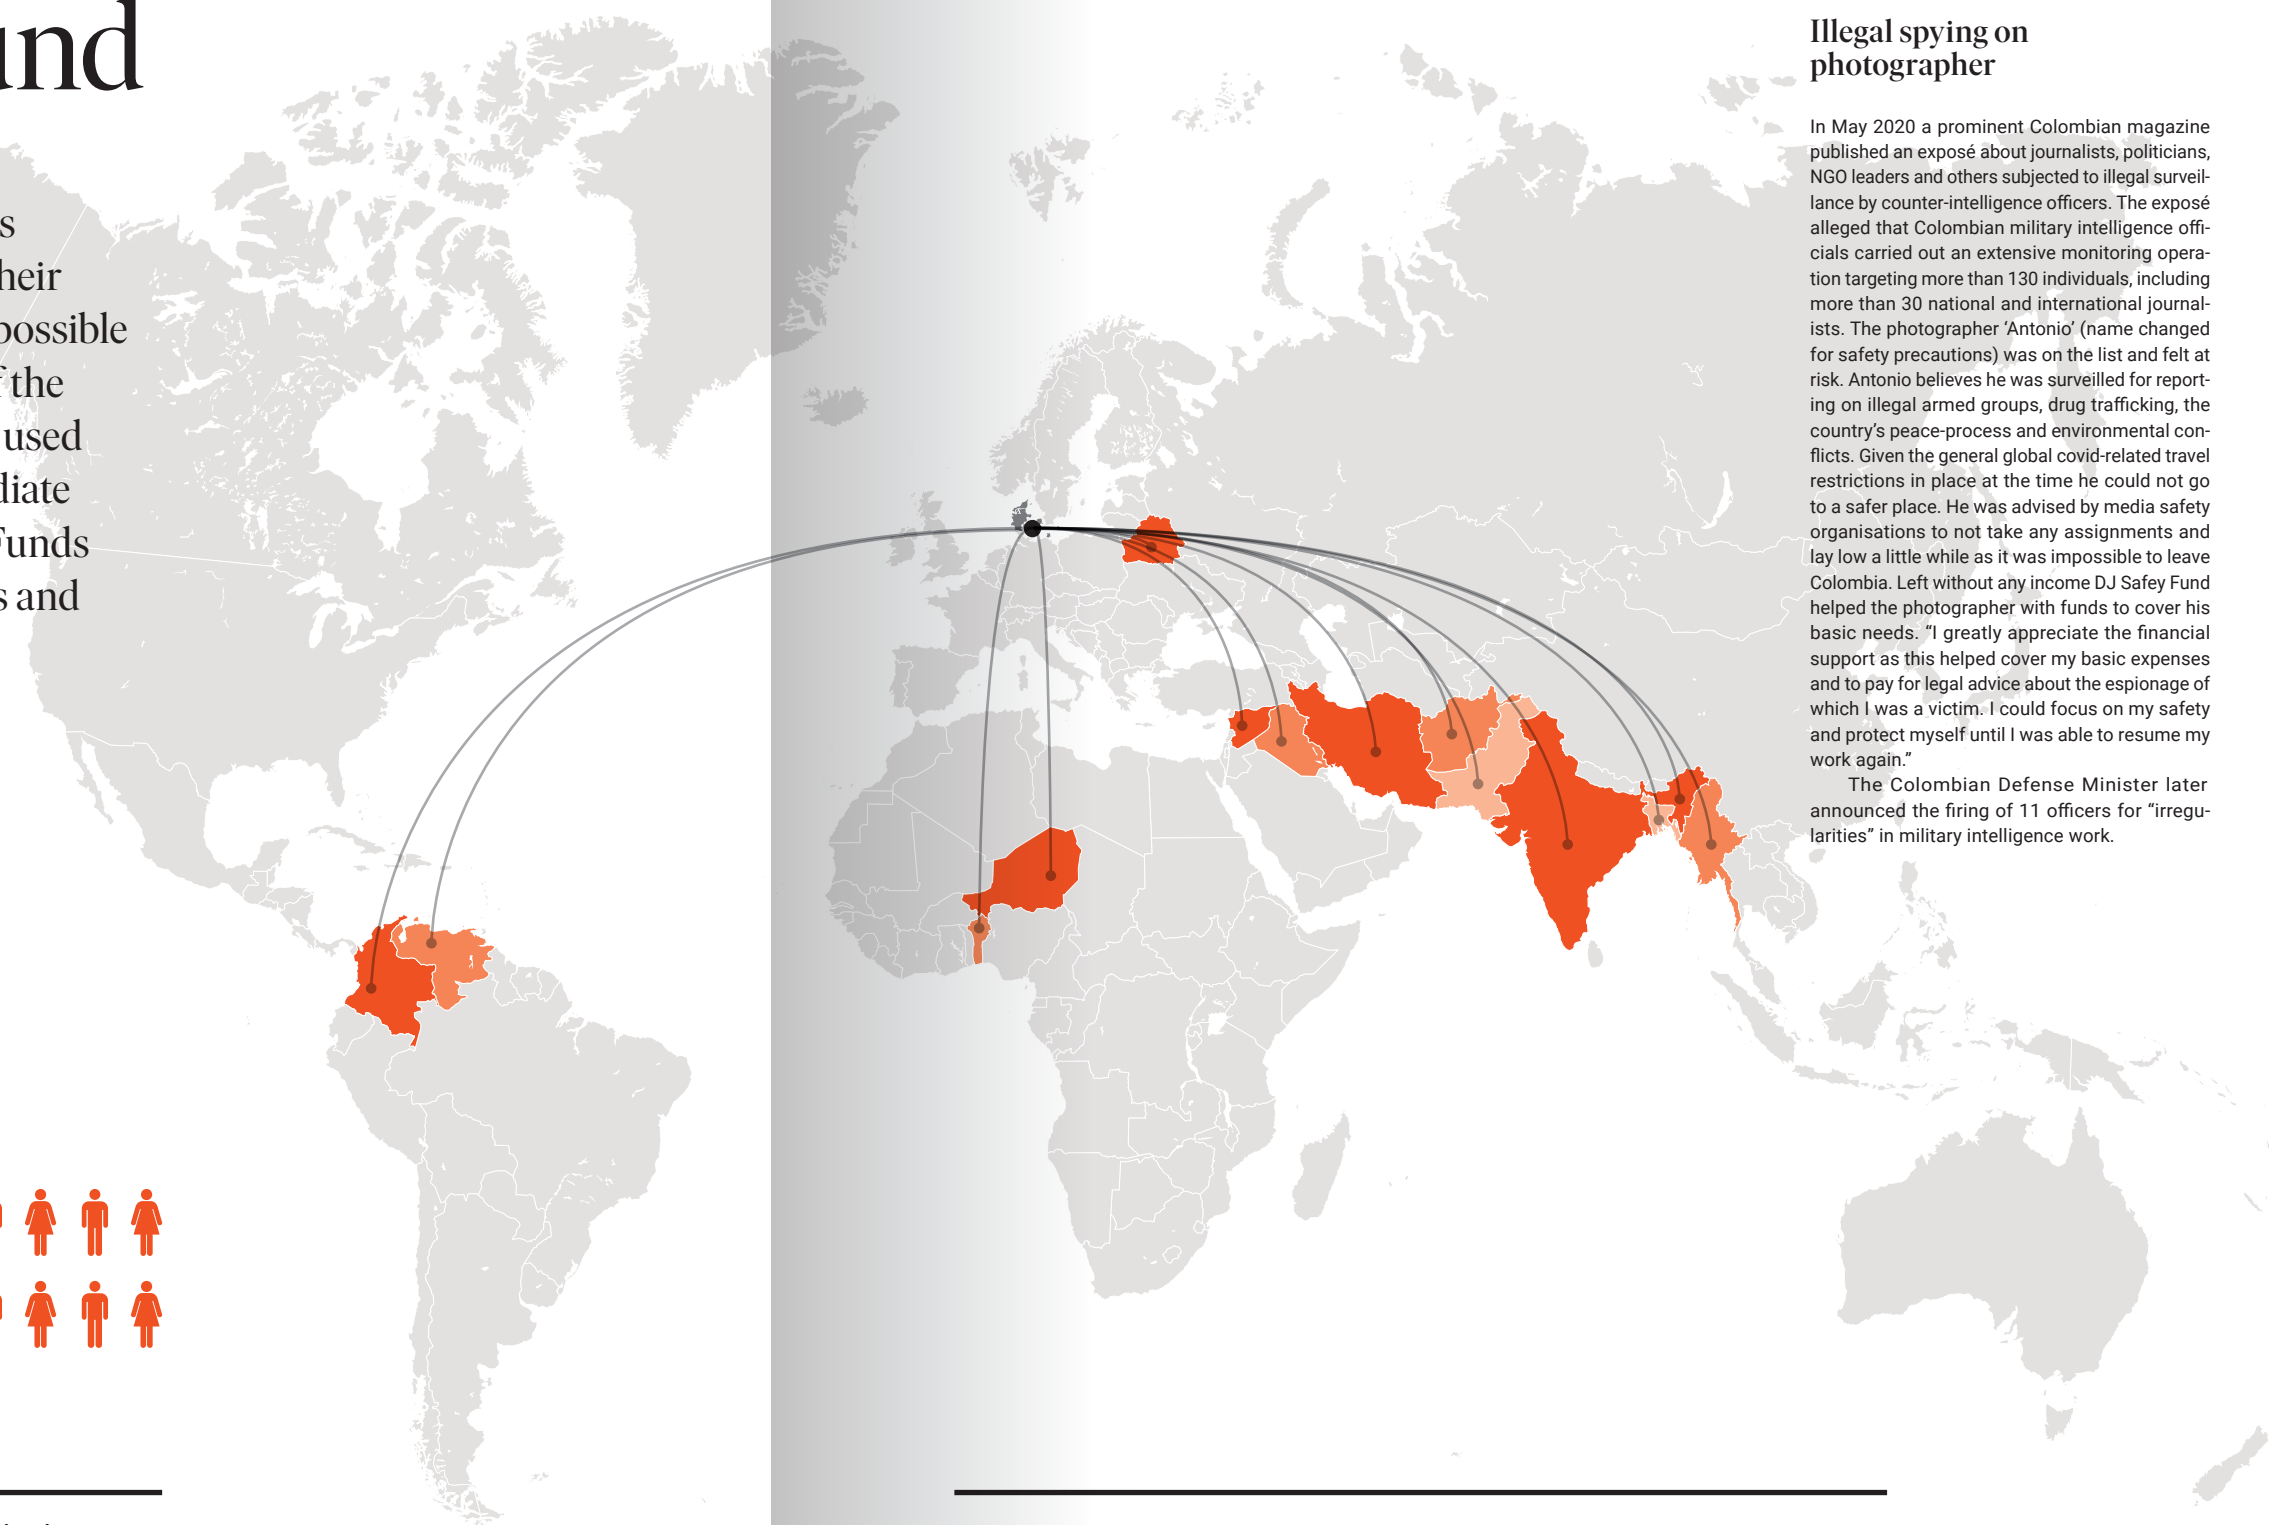 und
s
heir
possible
f the
used
diate
Funds
s and
Illegal spying on
photographer
In May 2020 a prominent Colombian magazine
published an exposé about journalists, politicians,
NGO leaders and others subjected to illegal surveil-
lance by counter-intelligence officers. The exposé
alleged that Colombian military intelligence offi-
cials carried out an extensive monitoring opera-
tion targeting more than 130 individuals, including
more than 30 national and international journal-
ists. The photographer ‘Antonio’ (name changed
for safety precautions) was on the list and felt at
risk. Antonio believes he was surveilled for report-
ing on illegal armed groups, drug trafficking, the
country’s peace-process and environmental con-
flicts. Given the general global covid-related travel
restrictions in place at the time he could not go
to a safer place. He was advised by media safety
organisations to not take any assignments and
lay low a little while as it was impossible to leave
Colombia. Left without any income DJ Safey Fund
helped the photographer with funds to cover his
basic needs. “I greatly appreciate the financial
support as this helped cover my basic expenses
and to pay for legal advice about the espionage of
which I was a victim. I could focus on my safety
and protect myself until I was able to resume my
work again.”
The Colombian Defense Minister later
announced the firing of 11 officers for “irregu-
larities” in military intelligence work.